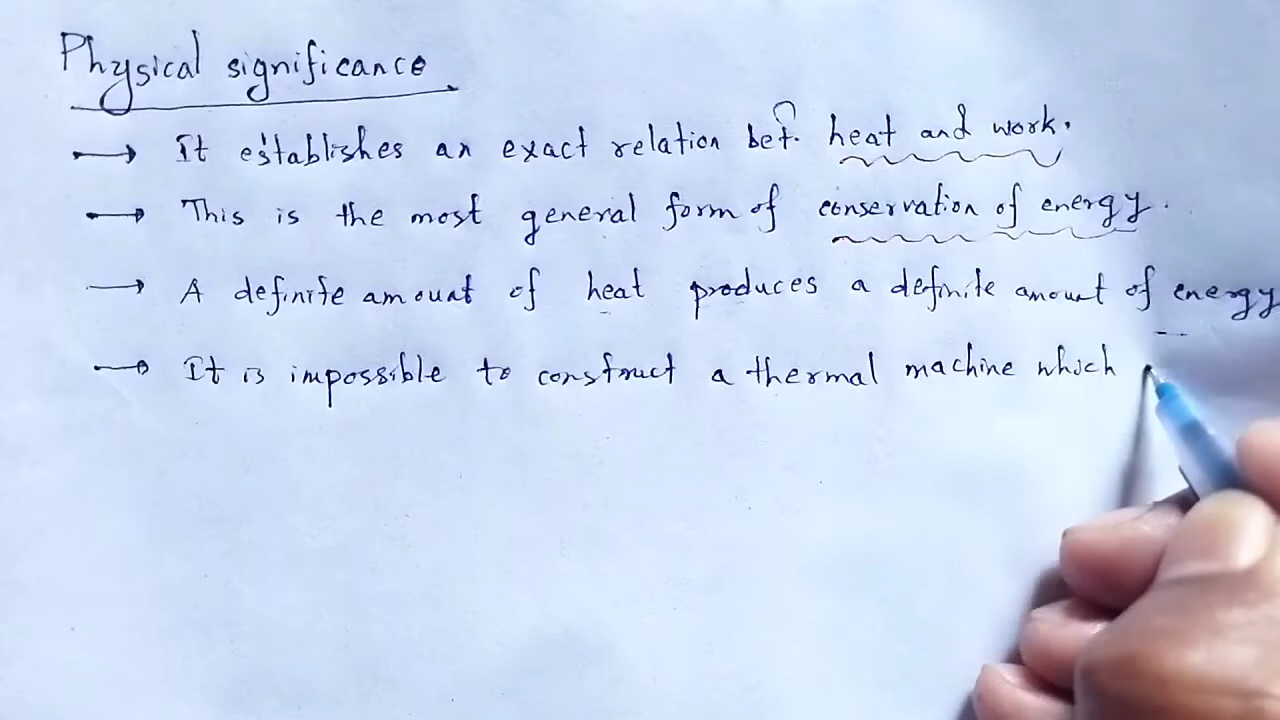 Physical significance
→ It establishes an exact relation bet. heat and work.
→ This is the most general form of conservation of energy.
→ A definite amount of heat produces a definite amount of energy
→ It is impossible to construct a thermal machine which